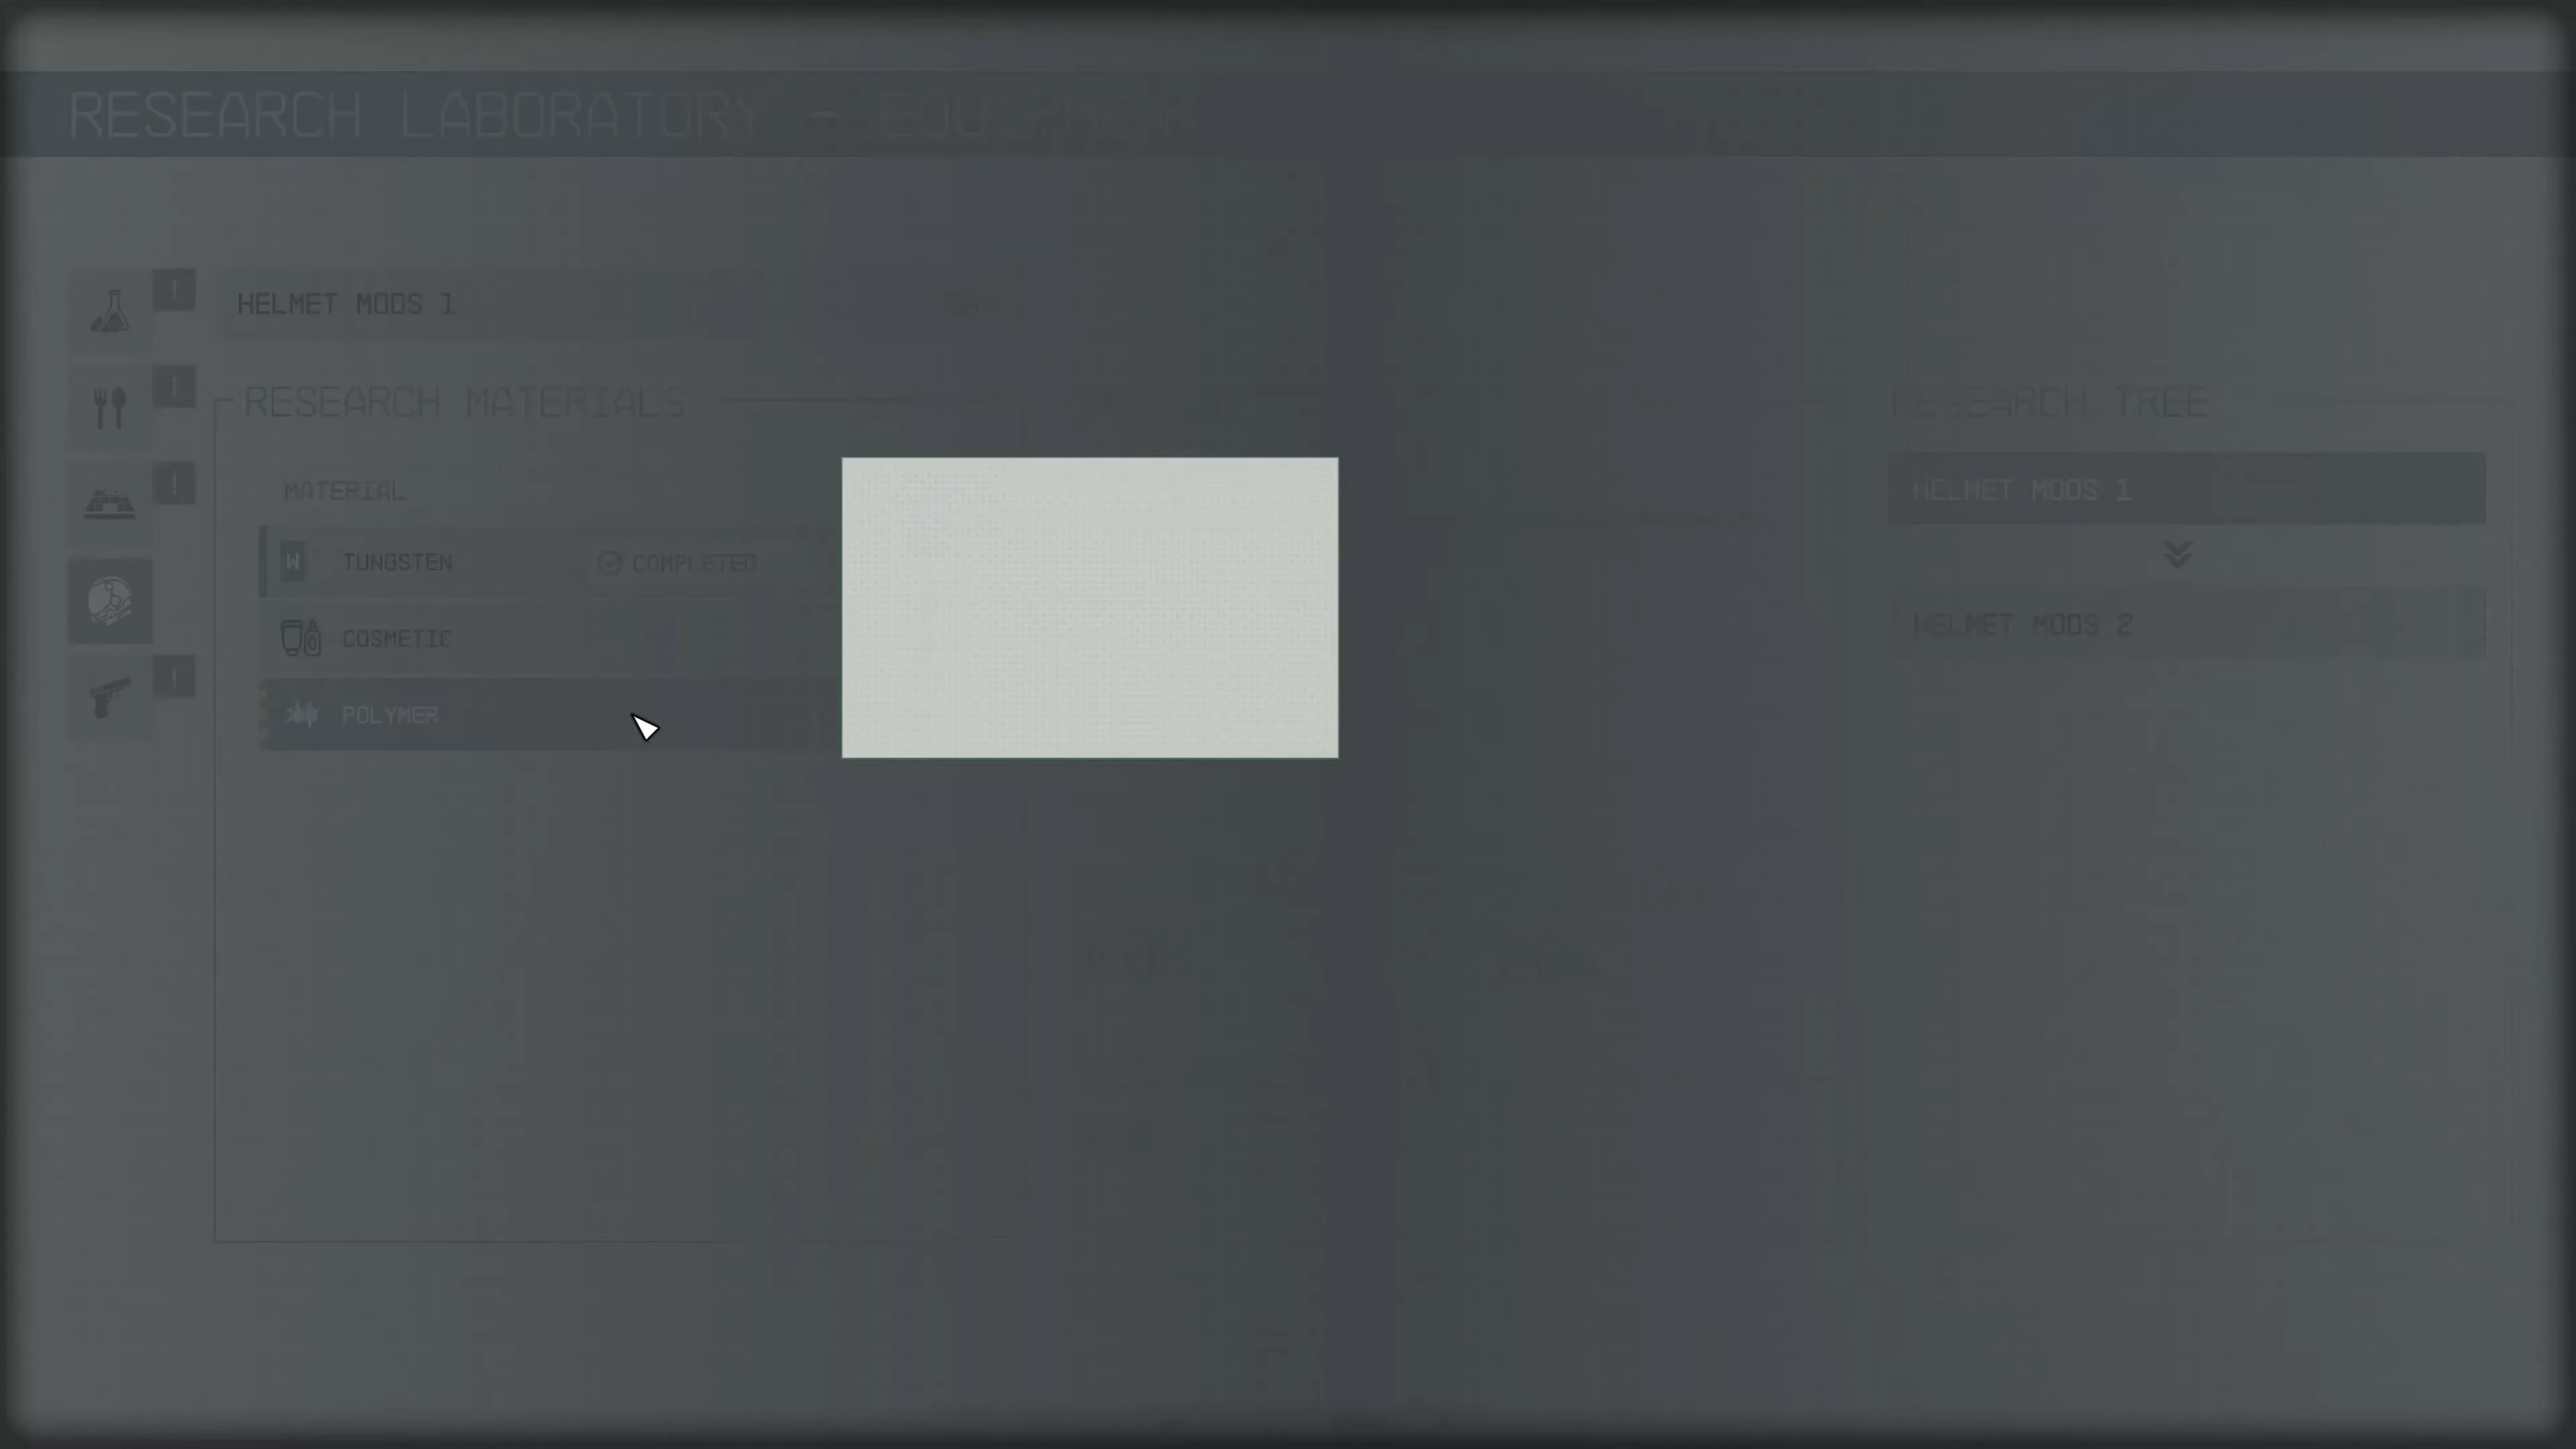 RESEARCH LABORATORY -
HELMET MODS 1
RESEARCH MATERIALS
MATERIAL
W TUNGSTEN COMPLETED
COSMETIC
POLYMER
RESEARCH TREE
HELMET MODS 1
HELMET MODS 2
!
!
!
!